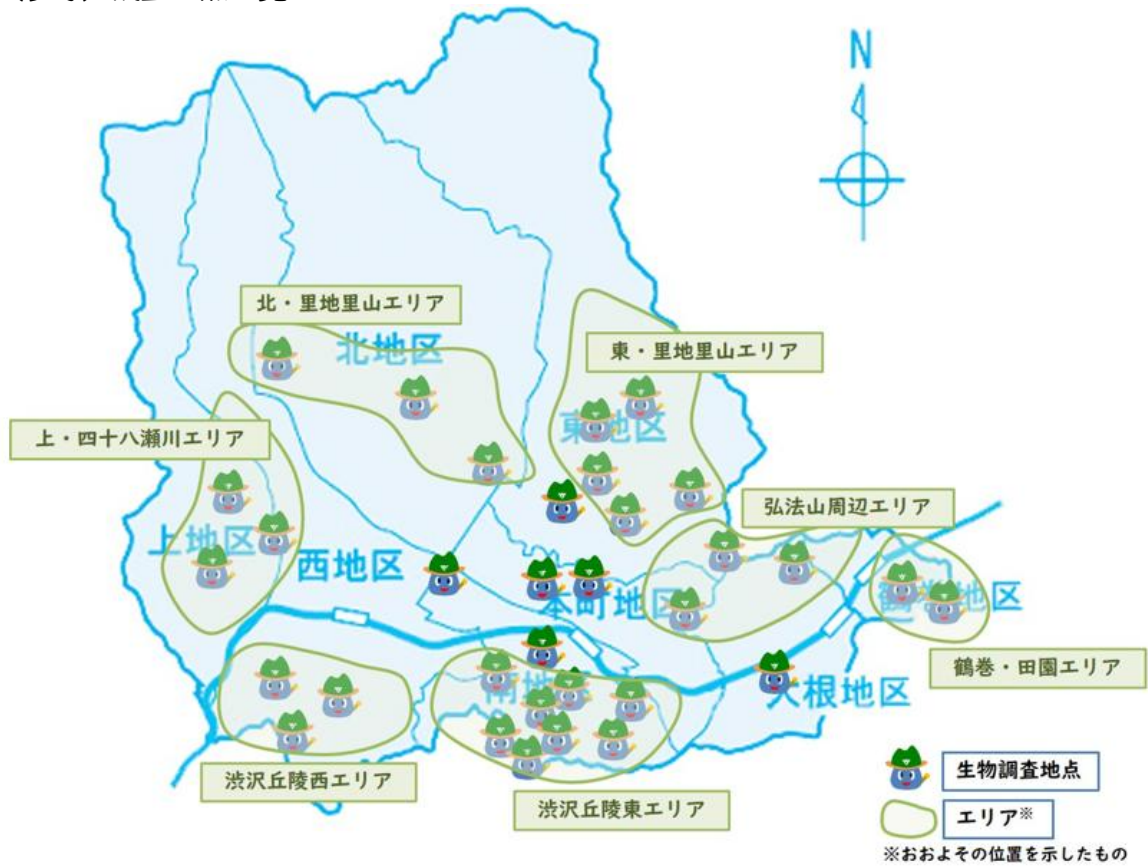 N
北・里地里山エリア
北地区
東・里地里山エリア
東地区
上・四十八瀬川エリア
弘法山周辺エリア
上地区
西地区
本町地区
鶴巻地区
鶴巻・田園エリア
南地区
大根地区
渋沢丘陵西エリア
渋沢丘陵東エリア
生物調査地点
エリア※
※おおよその位置を示したもの